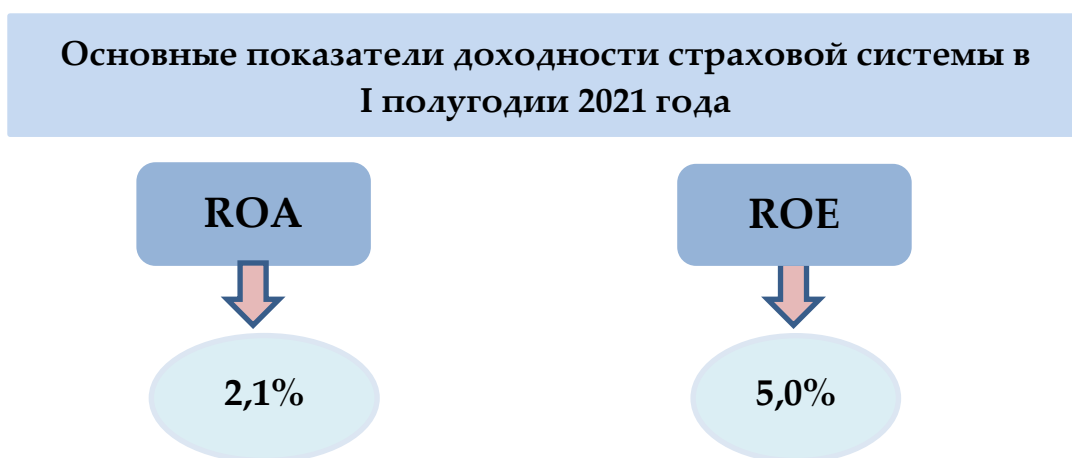 Основные показатели доходности страховой системы в
I полугодии 2021 года
ROA
ROE
2,1%
5,0%